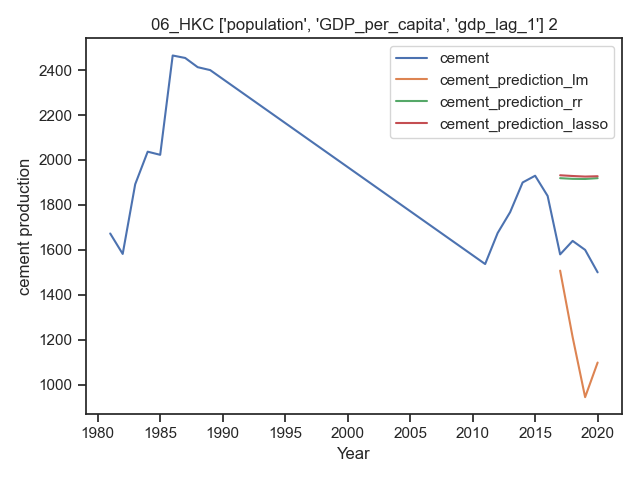 06_HKC ['population', 'GDP_per_capita', 'gdp_lag_1'] 2
cement
cement_prediction_lm
cement_prediction_rr
cement_prediction_lasso
cement production
2400
2200
2000
1800
1600
1400
1200
1000
1980 1985 1990 1995 2000 2005 2010 2015 2020
Year